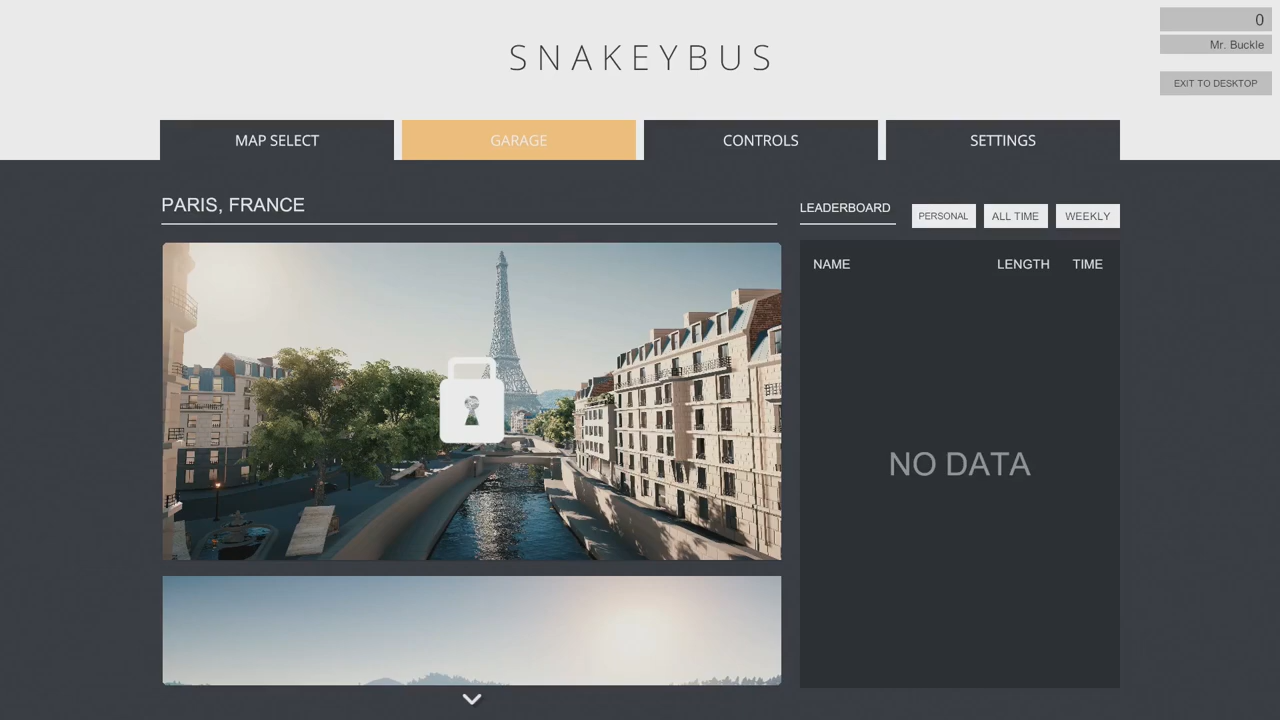 0
Mr. Buckle
EXIT TO DESKTOP
SNAKEYBUS
MAP SELECT
GARAGE
CONTROLS
SETTINGS
PARIS, FRANCE
LEADERBOARD
PERSONAL
ALL TIME
WEEKLY
NAME LENGTH TIME
NO DATA